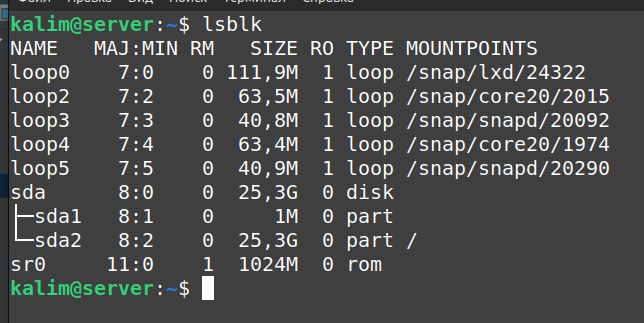 Файл Правка Вид Поиск Терминал Справка
kalim@server:~$ lsblk
NAME   MAJ:MIN RM   SIZE RO TYPE MOUNTPOINTS
loop0    7:0    0 111,9M  1 loop /snap/lxd/24322
loop2    7:2    0  63,5M  1 loop /snap/core20/2015
loop3    7:3    0  40,8M  1 loop /snap/snapd/20092
loop4    7:4    0  63,4M  1 loop /snap/core20/1974
loop5    7:5    0  40,9M  1 loop /snap/snapd/20290
sda      8:0    0  25,3G  0 disk
├─sda1   8:1    0     1M  0 part
└─sda2   8:2    0  25,3G  0 part /
sr0     11:0    1  1024M  0 rom
kalim@server:~$